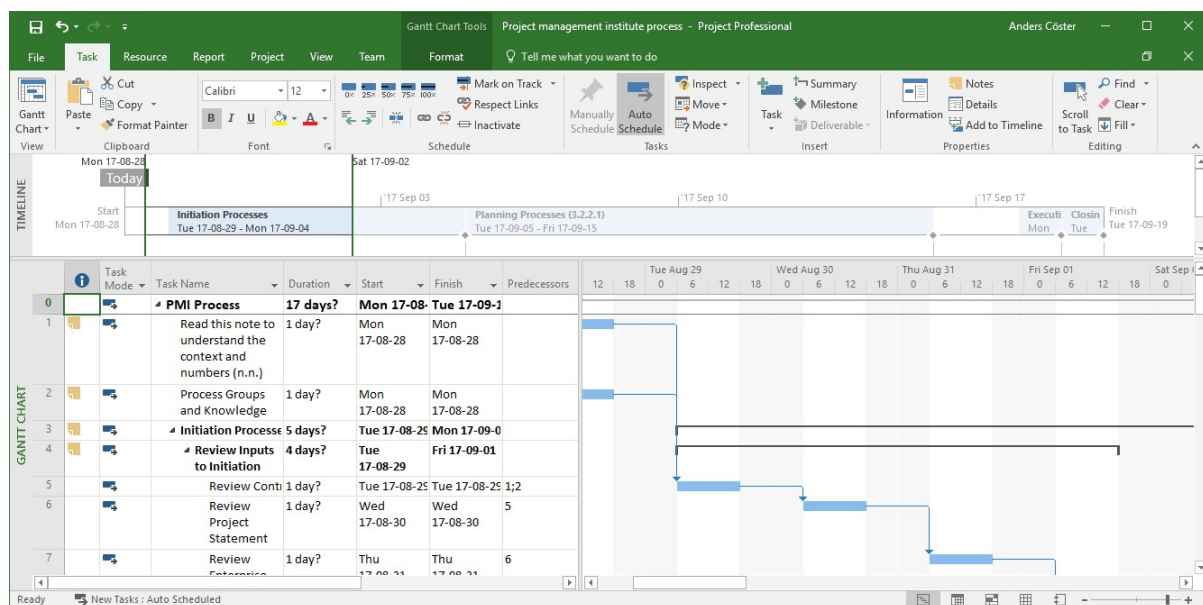 Gantt Chart Tools Project management institute process - Project Professional Anders Cöster
File Task Resource Report Project View Team Format Tell me what you want to do
Gantt Chart
View
Paste
Cut
Copy
Format Painter
Clipboard
Calibri 12
B I U A
Font
0% 25% 50% 75% 100%
Mark on Track
Respect Links
Inactivate
Schedule
Manually Schedule
Auto Schedule
Inspect
Move
Mode
Tasks
Task
Summary
Milestone
Deliverable
Insert
Information
Notes
Details
Add to Timeline
Properties
Scroll to Task
Find
Clear
Fill
Editing
TIMELINE
Mon 17-08-28 Sat 17-09-02
Today
'17 Sep 03 '17 Sep 10 '17 Sep 17
Start
Mon 17-08-28
Initiation Processes
Tue 17-08-29 - Mon 17-09-04
Planning Processes (3.2.2.1)
Tue 17-09-05 - Fri 17-09-15
Executi
Mon
Closin
Tue
Finish
Tue 17-09-19
GANTT CHART
Task Mode Task Name Duration Start Finish Predecessors
Tue Aug 29 Wed Aug 30 Thu Aug 31 Fri Sep 01 Sat Sep
12 18 0 6 12 18 0 6 12 18 0 6 12 18 0 6 12 18 0
0 PMI Process 17 days? Mon 17-08- Tue 17-09-1
1 Read this note to 1 day? Mon Mon
understand the 17-08-28 17-08-28
context and
numbers (n.n.)
2 Process Groups 1 day? Mon Mon
and Knowledge 17-08-28 17-08-28
3 Initiation Processe 5 days? Tue 17-08-29 Mon 17-09-0
4 Review Inputs 4 days? Tue Fri 17-09-01
to Initiation 17-08-29
5 Review Contr 1 day? Tue 17-08-29 Tue 17-08-29 1;2
6 Review 1 day? Wed Wed 5
Project 17-08-30 17-08-30
Statement
7 Review 1 day? Thu Thu 6
Enterprise 17-08-31 17-08-31
Ready New Tasks : Auto Scheduled